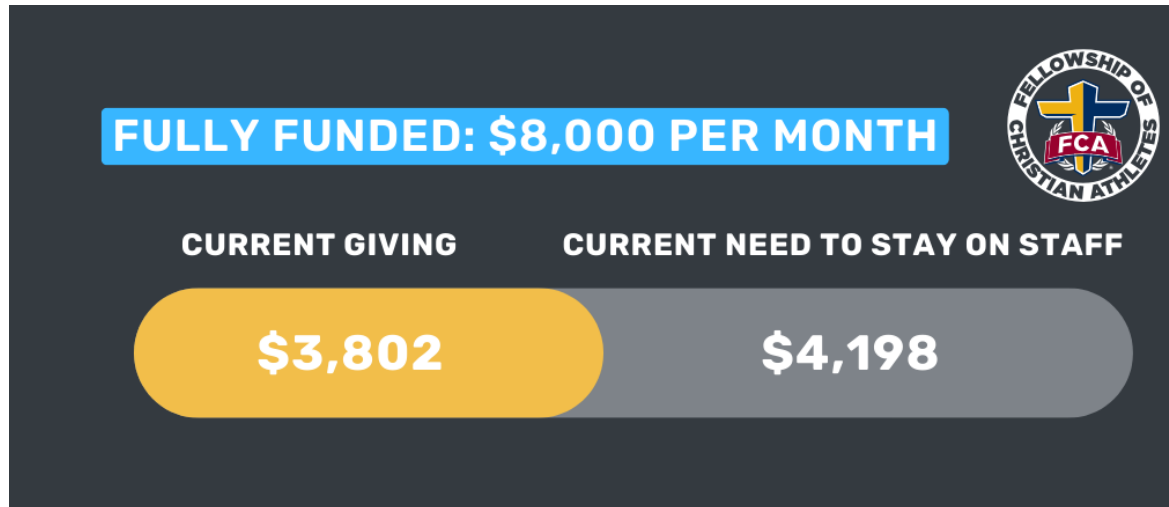 FELLOWSHIP OF
CHRISTIAN ATHLETES
FCA
FULLY FUNDED: $8,000 PER MONTH
CURRENT GIVING
CURRENT NEED TO STAY ON STAFF
$3,802
$4,198